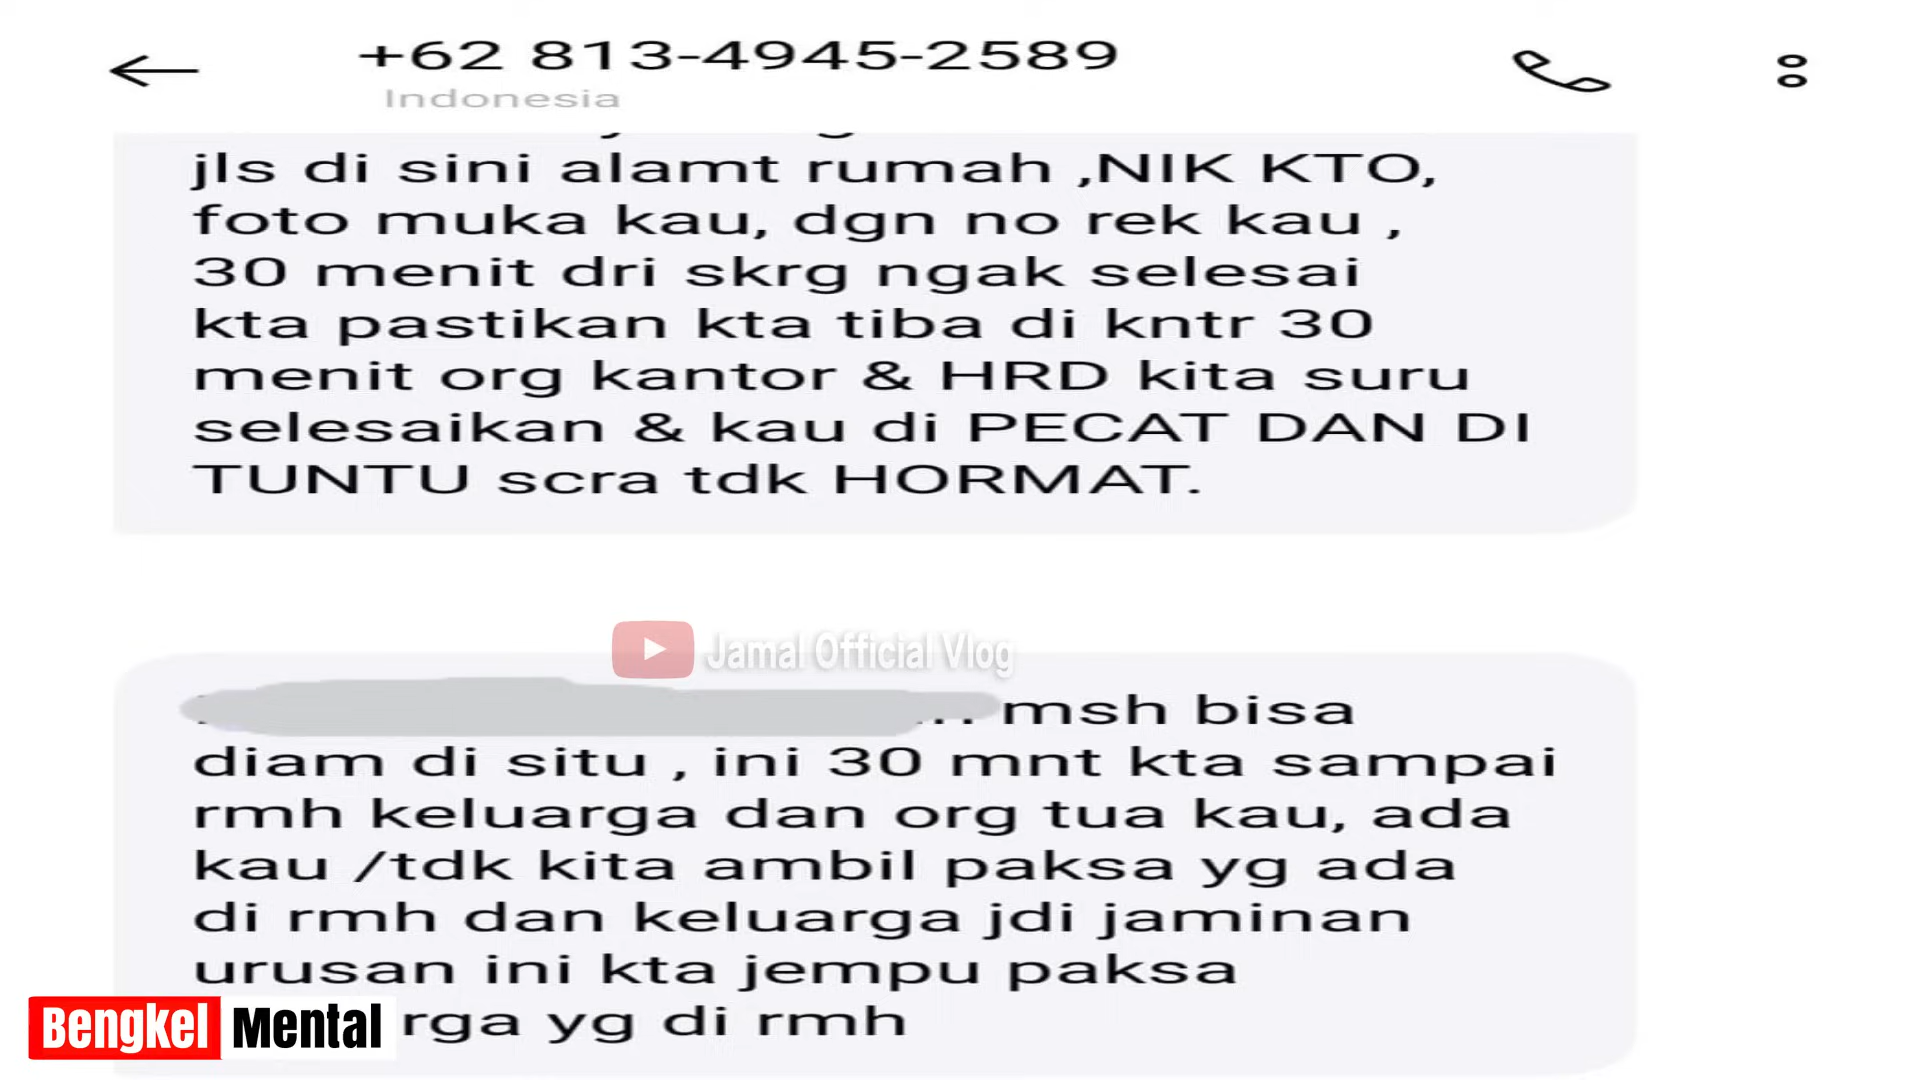 +62 813-4945-2589
Indonesia
jls di sini alamt rumah ,NIK KTO,
foto muka kau, dgn no rek kau ,
30 menit dri skrg ngak selesai
kta pastikan kta tiba di kntr 30
menit org kantor & HRD kita suru
selesaikan & kau di PECAT DAN DI
TUNTU scra tdk HORMAT.
Jamal Official Vlog
msh bisa
diam di situ , ini 30 mnt kta sampai
rmh keluarga dan org tua kau, ada
kau /tdk kita ambil paksa yg ada
di rmh dan keluarga jdi jaminan
urusan ini kta jempu paksa
rga yg di rmh
Bengkel Mental